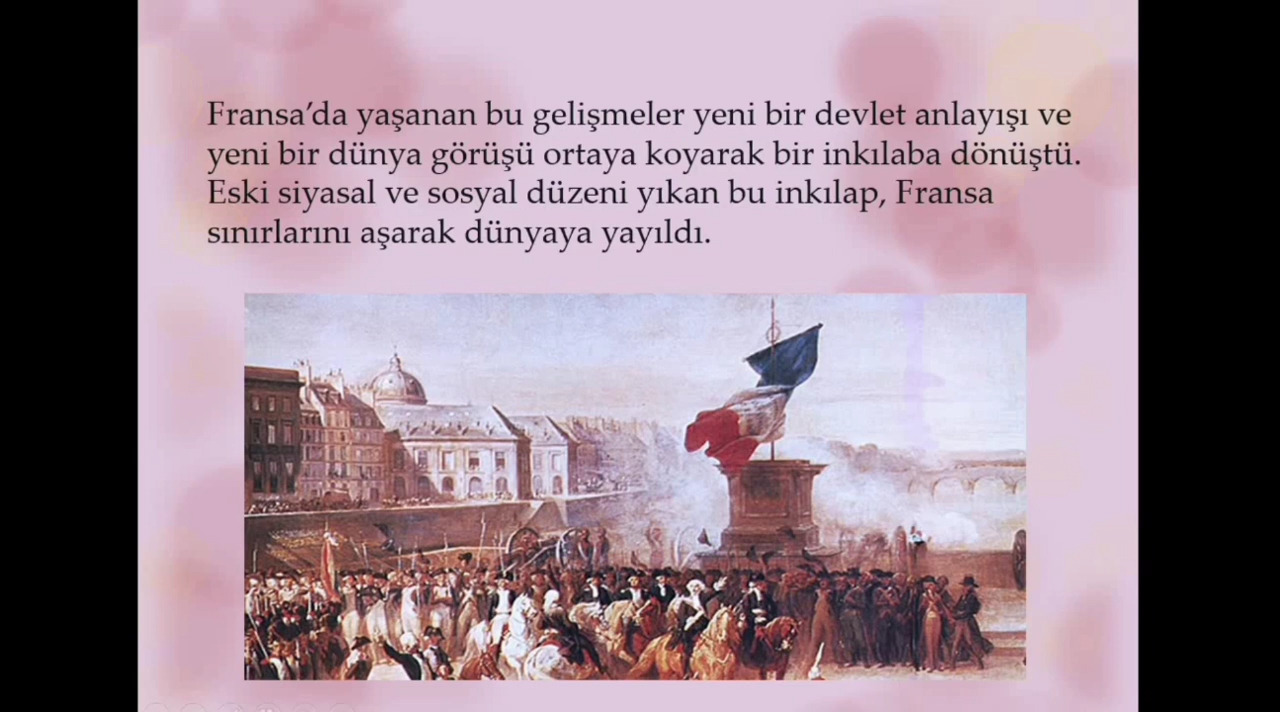 Fransa’da yaşanan bu gelişmeler yeni bir devlet anlayışı ve
yeni bir dünya görüşü ortaya koyarak bir inkılaba dönüştü.
Eski siyasal ve sosyal düzeni yıkan bu inkılap, Fransa
sınırlarını aşarak dünyaya yayıldı.